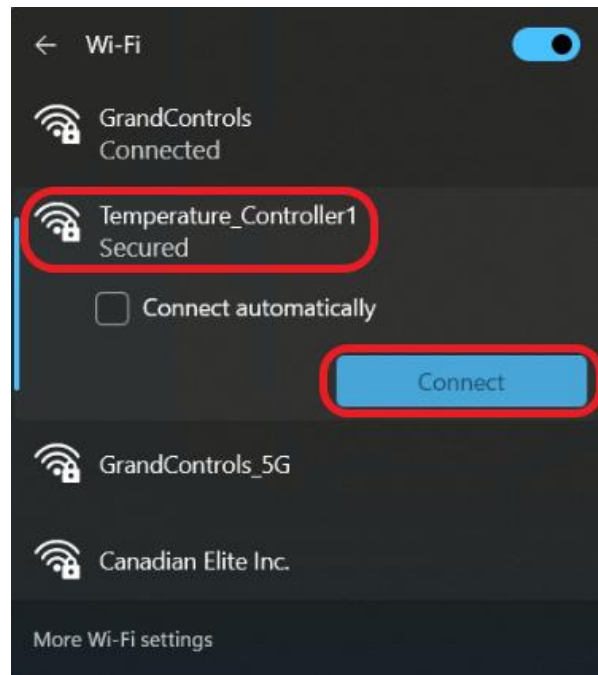 Wi-Fi
GrandControls
Connected
Temperature_Controller1
Secured
Connect automatically
Connect
GrandControls_5G
Canadian Elite Inc.
More Wi-Fi settings